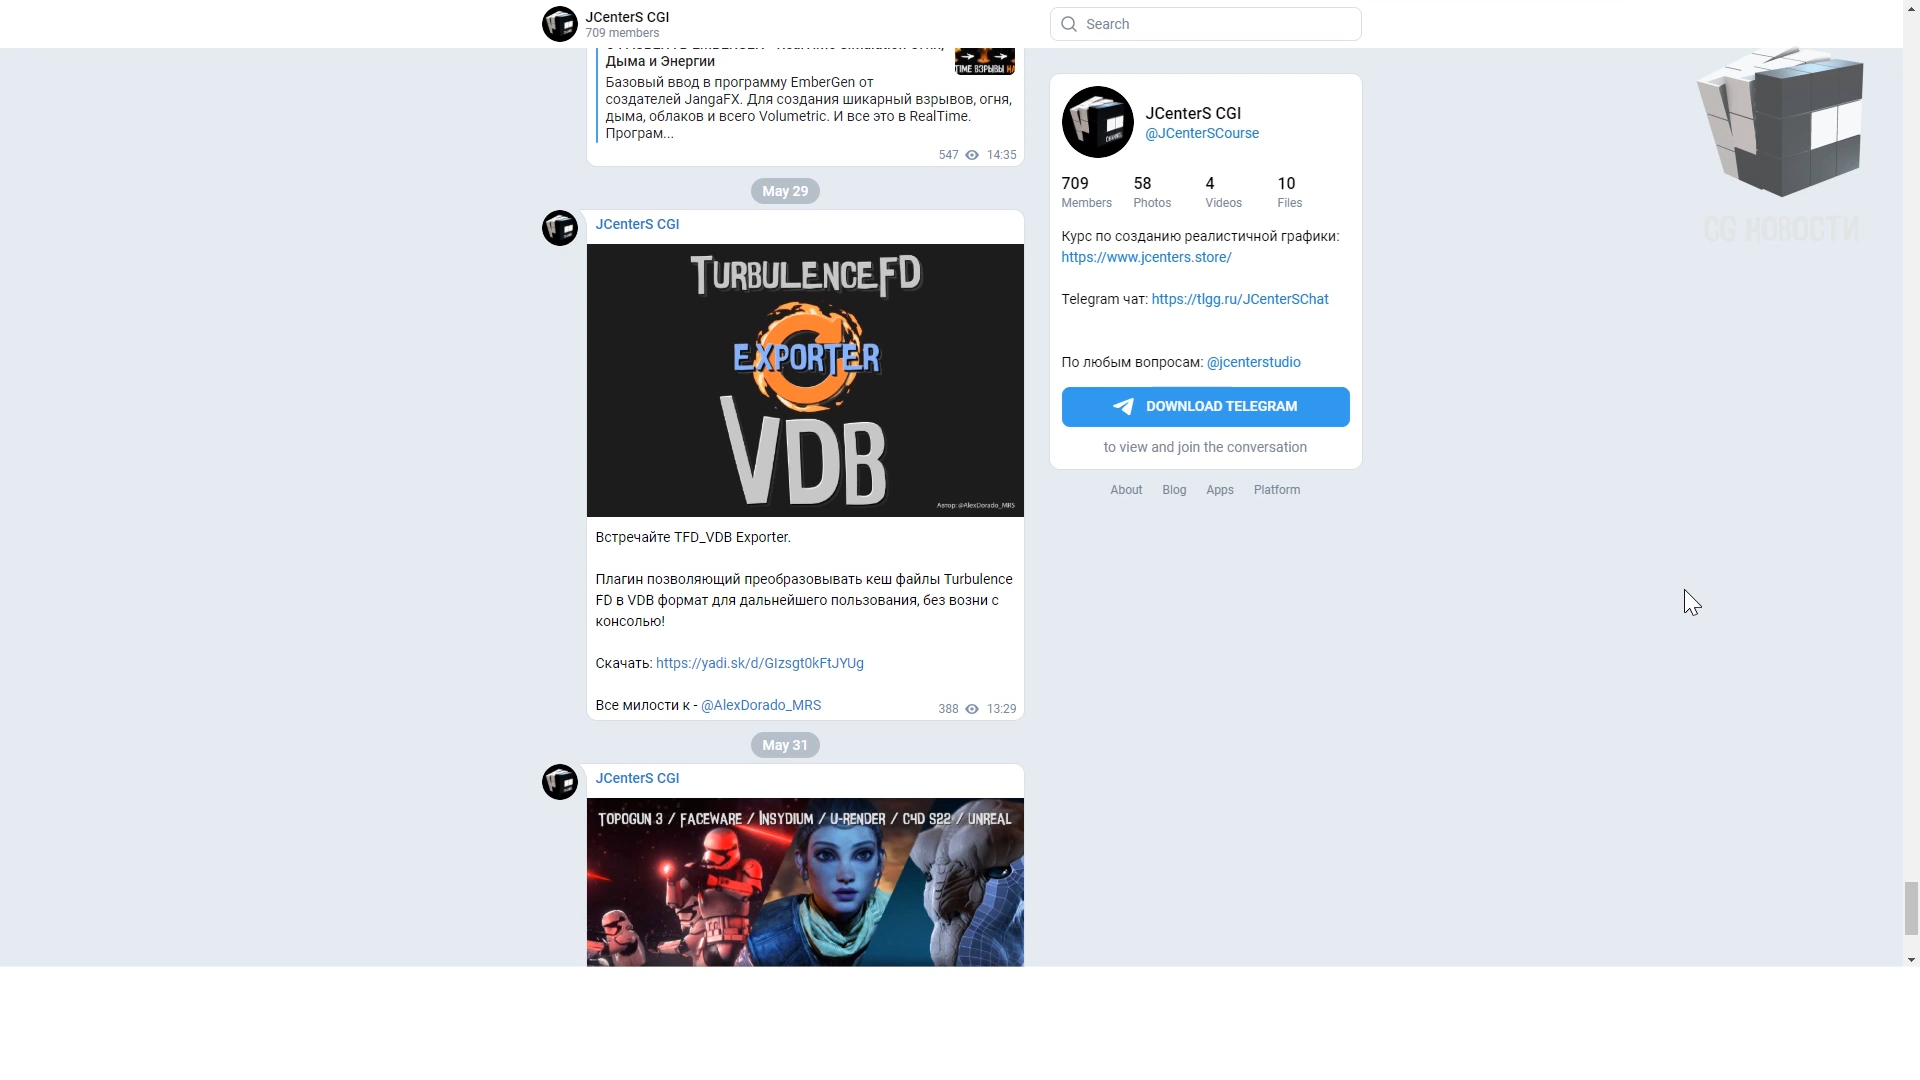 JCenterS CGI
709 members
Search
Дыма и Энергии
Базовый ввод в программу EmberGen от
создателей JangaFX. Для создания шикарный взрывов, огня,
дыма, облаков и всего Volumetric. И все это в RealTime.
Програм...
TIME ВЗРЫВЫ
547 14:35
May 29
JCenterS CGI
TURBULENCEFD
EXPORTER
VDB
Автор: @AlexDorado_MRS
Встречайте TFD_VDB Exporter.
Плагин позволяющий преобразовывать кеш файлы Turbulence
FD в VDB формат для дальнейшего пользования, без возни с
консолью!
Скачать: https://yadi.sk/d/GIzsgt0kFtJYUg
Все милости к - @AlexDorado_MRS
388 13:29
May 31
JCenterS CGI
TOPOGUN 3 / FACEWARE / INSYDIUM / U-RENDER / C4D S22 / UNREAL
JCenterS CGI
@JCenterSCourse
709 58 4 10
Members Photos Videos Files
Курс по созданию реалистичной графики:
https://www.jcenters.store/
Telegram чат: https://tlgg.ru/JCenterSChat
По любым вопросам: @jcenterstudio
DOWNLOAD TELEGRAM
to view and join the conversation
About Blog Apps Platform
CG НОВОСТИ